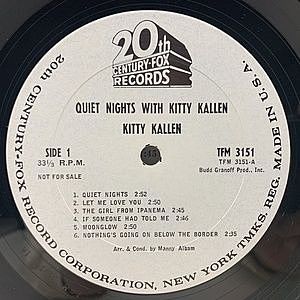 20th
CENTURY-FOX
RECORDS
QUIET NIGHTS WITH KITTY KALLEN
KITTY KALLEN
SIDE 1
33⅓ R.P.M.
NOT FOR SALE
TFM 3151
TFM 3151-A
Budd Granoff Prod., Inc.
1 QUIET NIGHTS 2:52
2 LET ME LOVE YOU 2:50
3 THE GIRL FROM IPANEMA 2:45
4 IF SOMEONE HAD TOLD ME 2:46
5 MOONGLOW 2:50
6 NOTHING'S GOING ON BELOW THE BORDER 2:35
Arr. & Cond. by Manny Albam
20th CENTURY-FOX RECORD CORPORATION, NEW YORK TMKS. REG. MADE IN U.S.A.